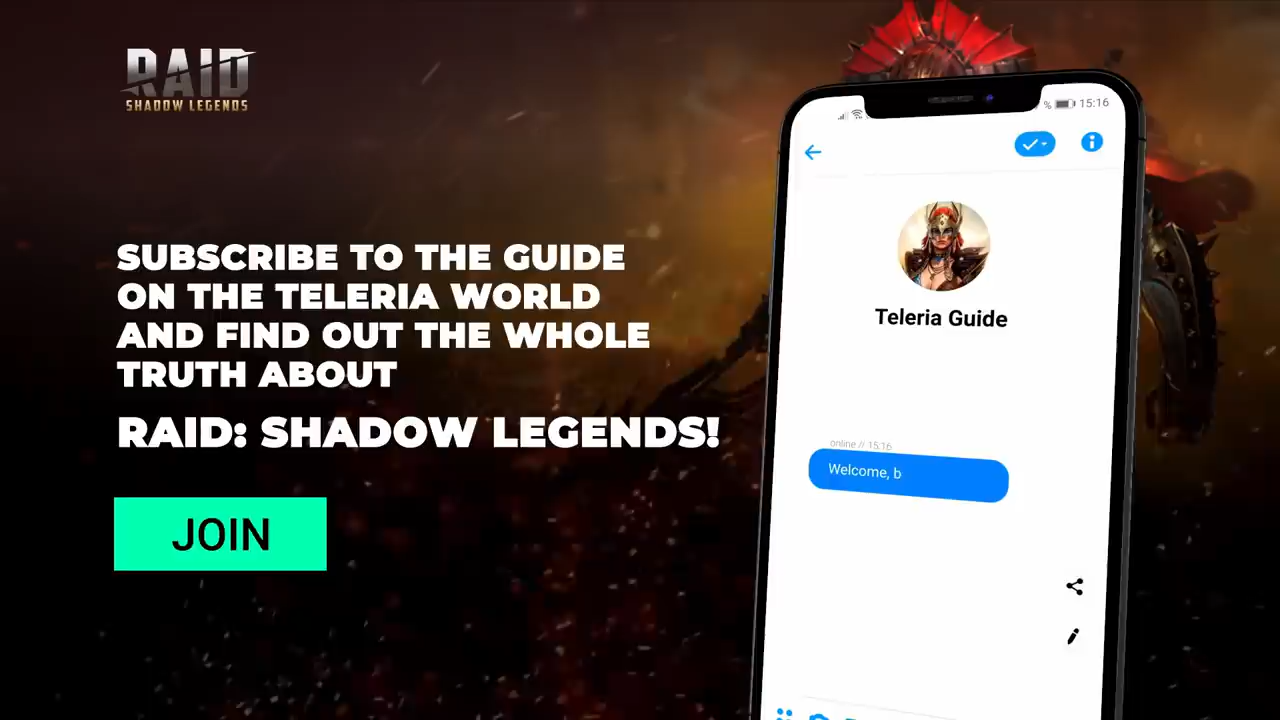 RAID
SHADOW LEGENDS
SUBSCRIBE TO THE GUIDE
ON THE TELERIA WORLD
AND FIND OUT THE WHOLE
TRUTH ABOUT
RAID: SHADOW LEGENDS!
JOIN
% 15:16
Teleria Guide
online // 15:16
Welcome, b